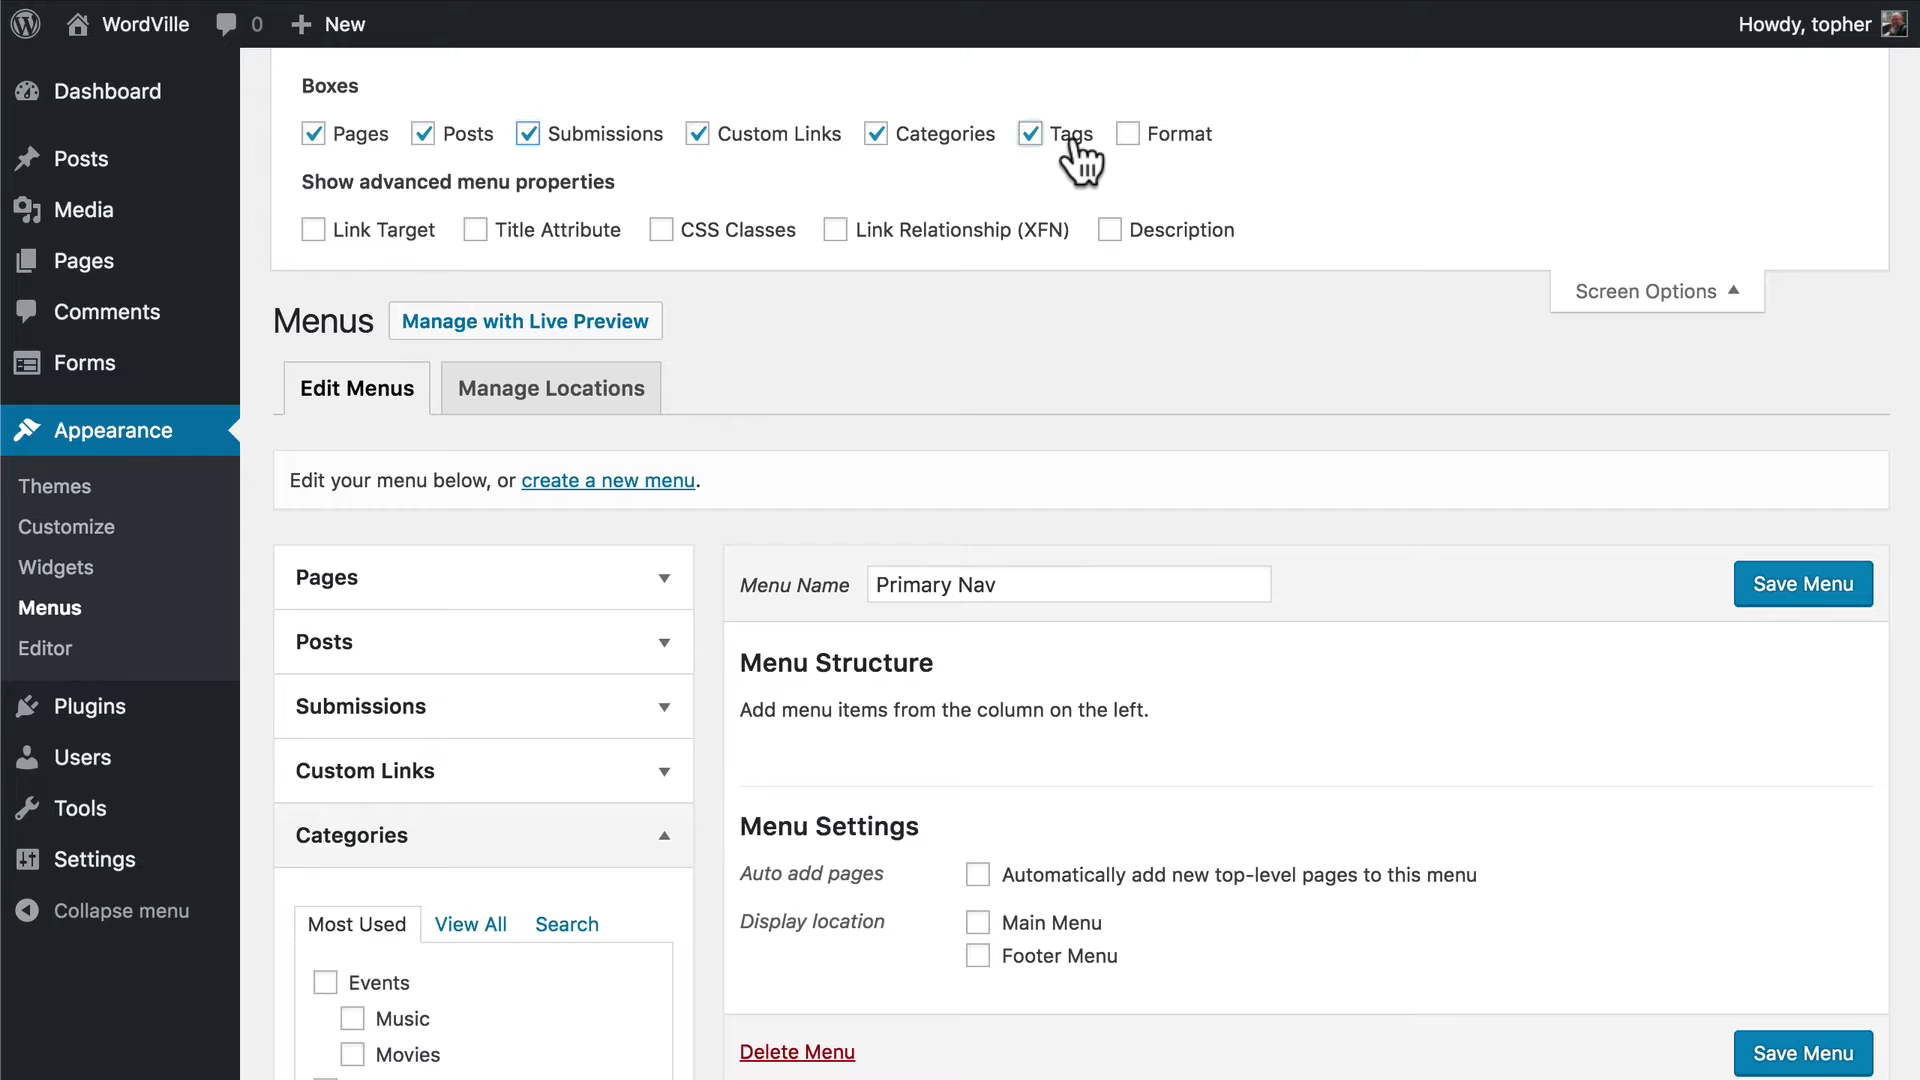 WordVille 0 New Howdy, topher
Dashboard
Posts
Media
Pages
Comments
Forms
Appearance
Themes
Customize
Widgets
Menus
Editor
Plugins
Users
Tools
Settings
Collapse menu
Boxes
Pages Posts Submissions Custom Links Categories Tags Format
Show advanced menu properties
Link Target Title Attribute CSS Classes Link Relationship (XFN) Description
Screen Options
Menus Manage with Live Preview
Edit Menus Manage Locations
Edit your menu below, or create a new menu.
Pages
Posts
Submissions
Custom Links
Categories
Most Used View All Search
Events
Music
Movies
Menu Name Primary Nav Save Menu
Menu Structure
Add menu items from the column on the left.
Menu Settings
Auto add pages Automatically add new top-level pages to this menu
Display location Main Menu
Footer Menu
Delete Menu Save Menu